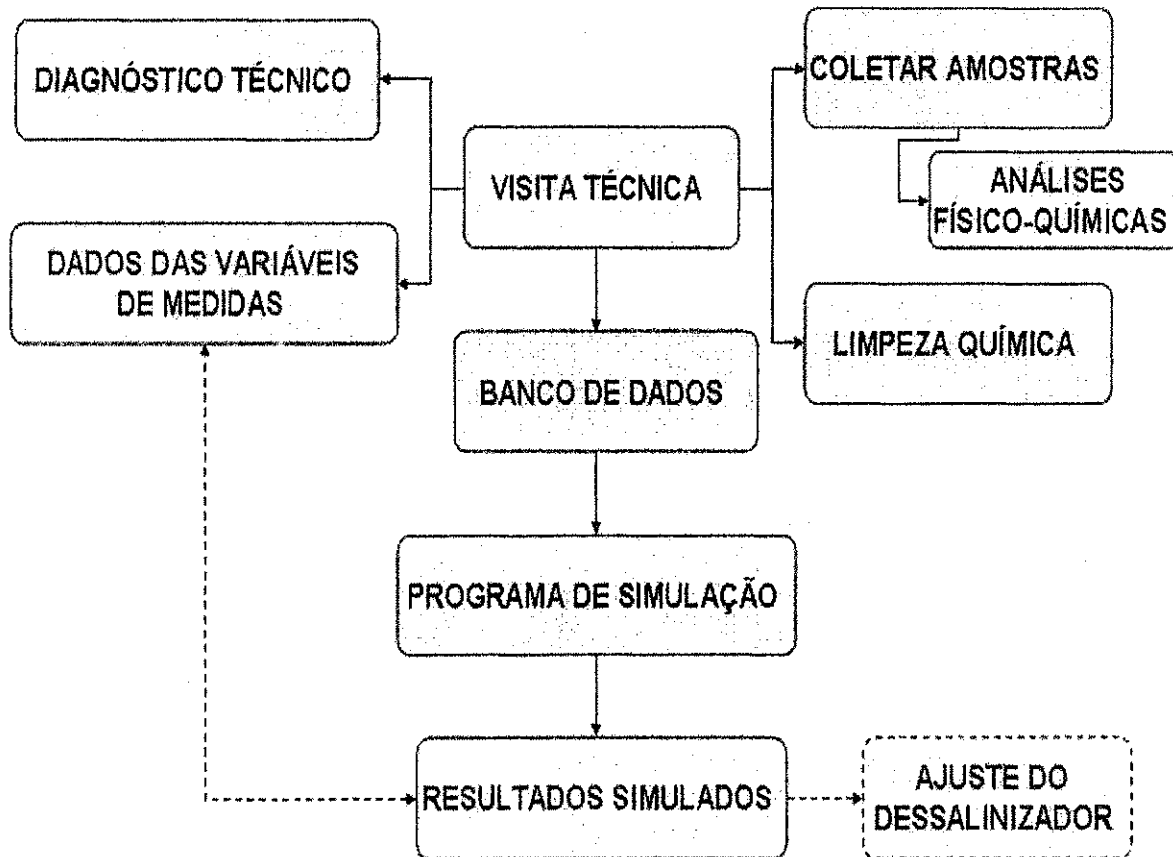 DIAGNÓSTICO TÉCNICO
COLETAR AMOSTRAS
VISITA TÉCNICA
ANÁLISES
FÍSICO-QUÍMICAS
DADOS DAS VARIÁVEIS
DE MEDIDAS
LIMPEZA QUÍMICA
BANCO DE DADOS
PROGRAMA DE SIMULAÇÃO
RESULTADOS SIMULADOS
AJUSTE DO
DESSALINIZADOR